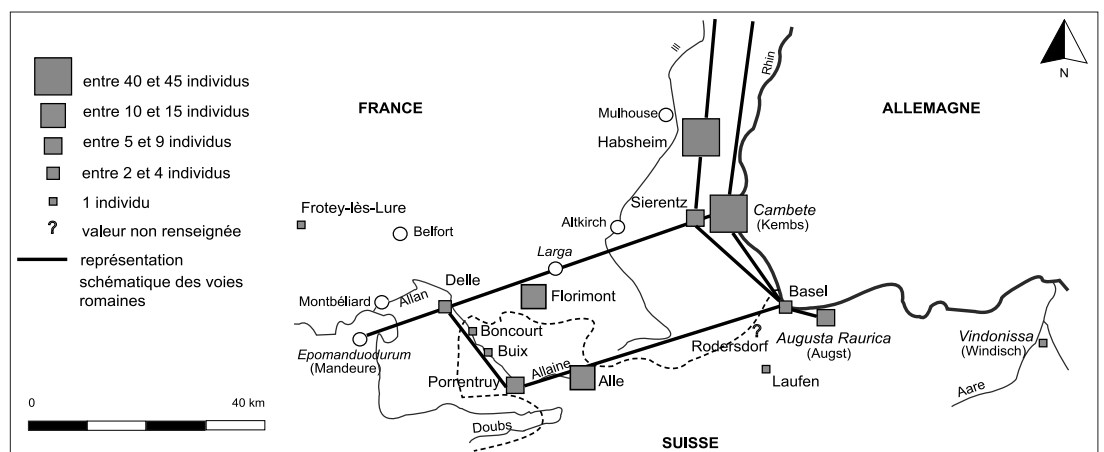 entre 40 et 45 individus
entre 10 et 15 individus
entre 5 et 9 individus
entre 2 et 4 individus
1 individu
? valeur non renseignée
représentation
schématique des voies
romaines
0
40 km
FRANCE
ALLEMAGNE
SUISSE
N
Ill
Rhin
Mulhouse
Habsheim
Sierentz
Cambete
(Kembs)
Altkirch
Frotey-lès-Lure
Belfort
Larga
Delle
Florimont
Montbéliard
Allan
Epomanduodurum
(Mandeure)
Boncourt
Buix
Porrentruy
Allaine
Alle
Doubs
Basel
?
Rodersdorf
Augusta Raurica
(Augst)
Laufen
Vindonissa
(Windisch)
Aare